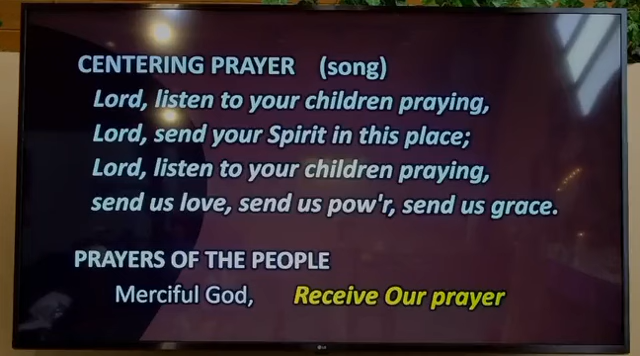 CENTERING PRAYER (song)
Lord, listen to your children praying,
Lord, send your Spirit in this place;
Lord, listen to your children praying,
send us love, send us pow'r, send us grace.
PRAYERS OF THE PEOPLE
Merciful God, Receive Our prayer
LG